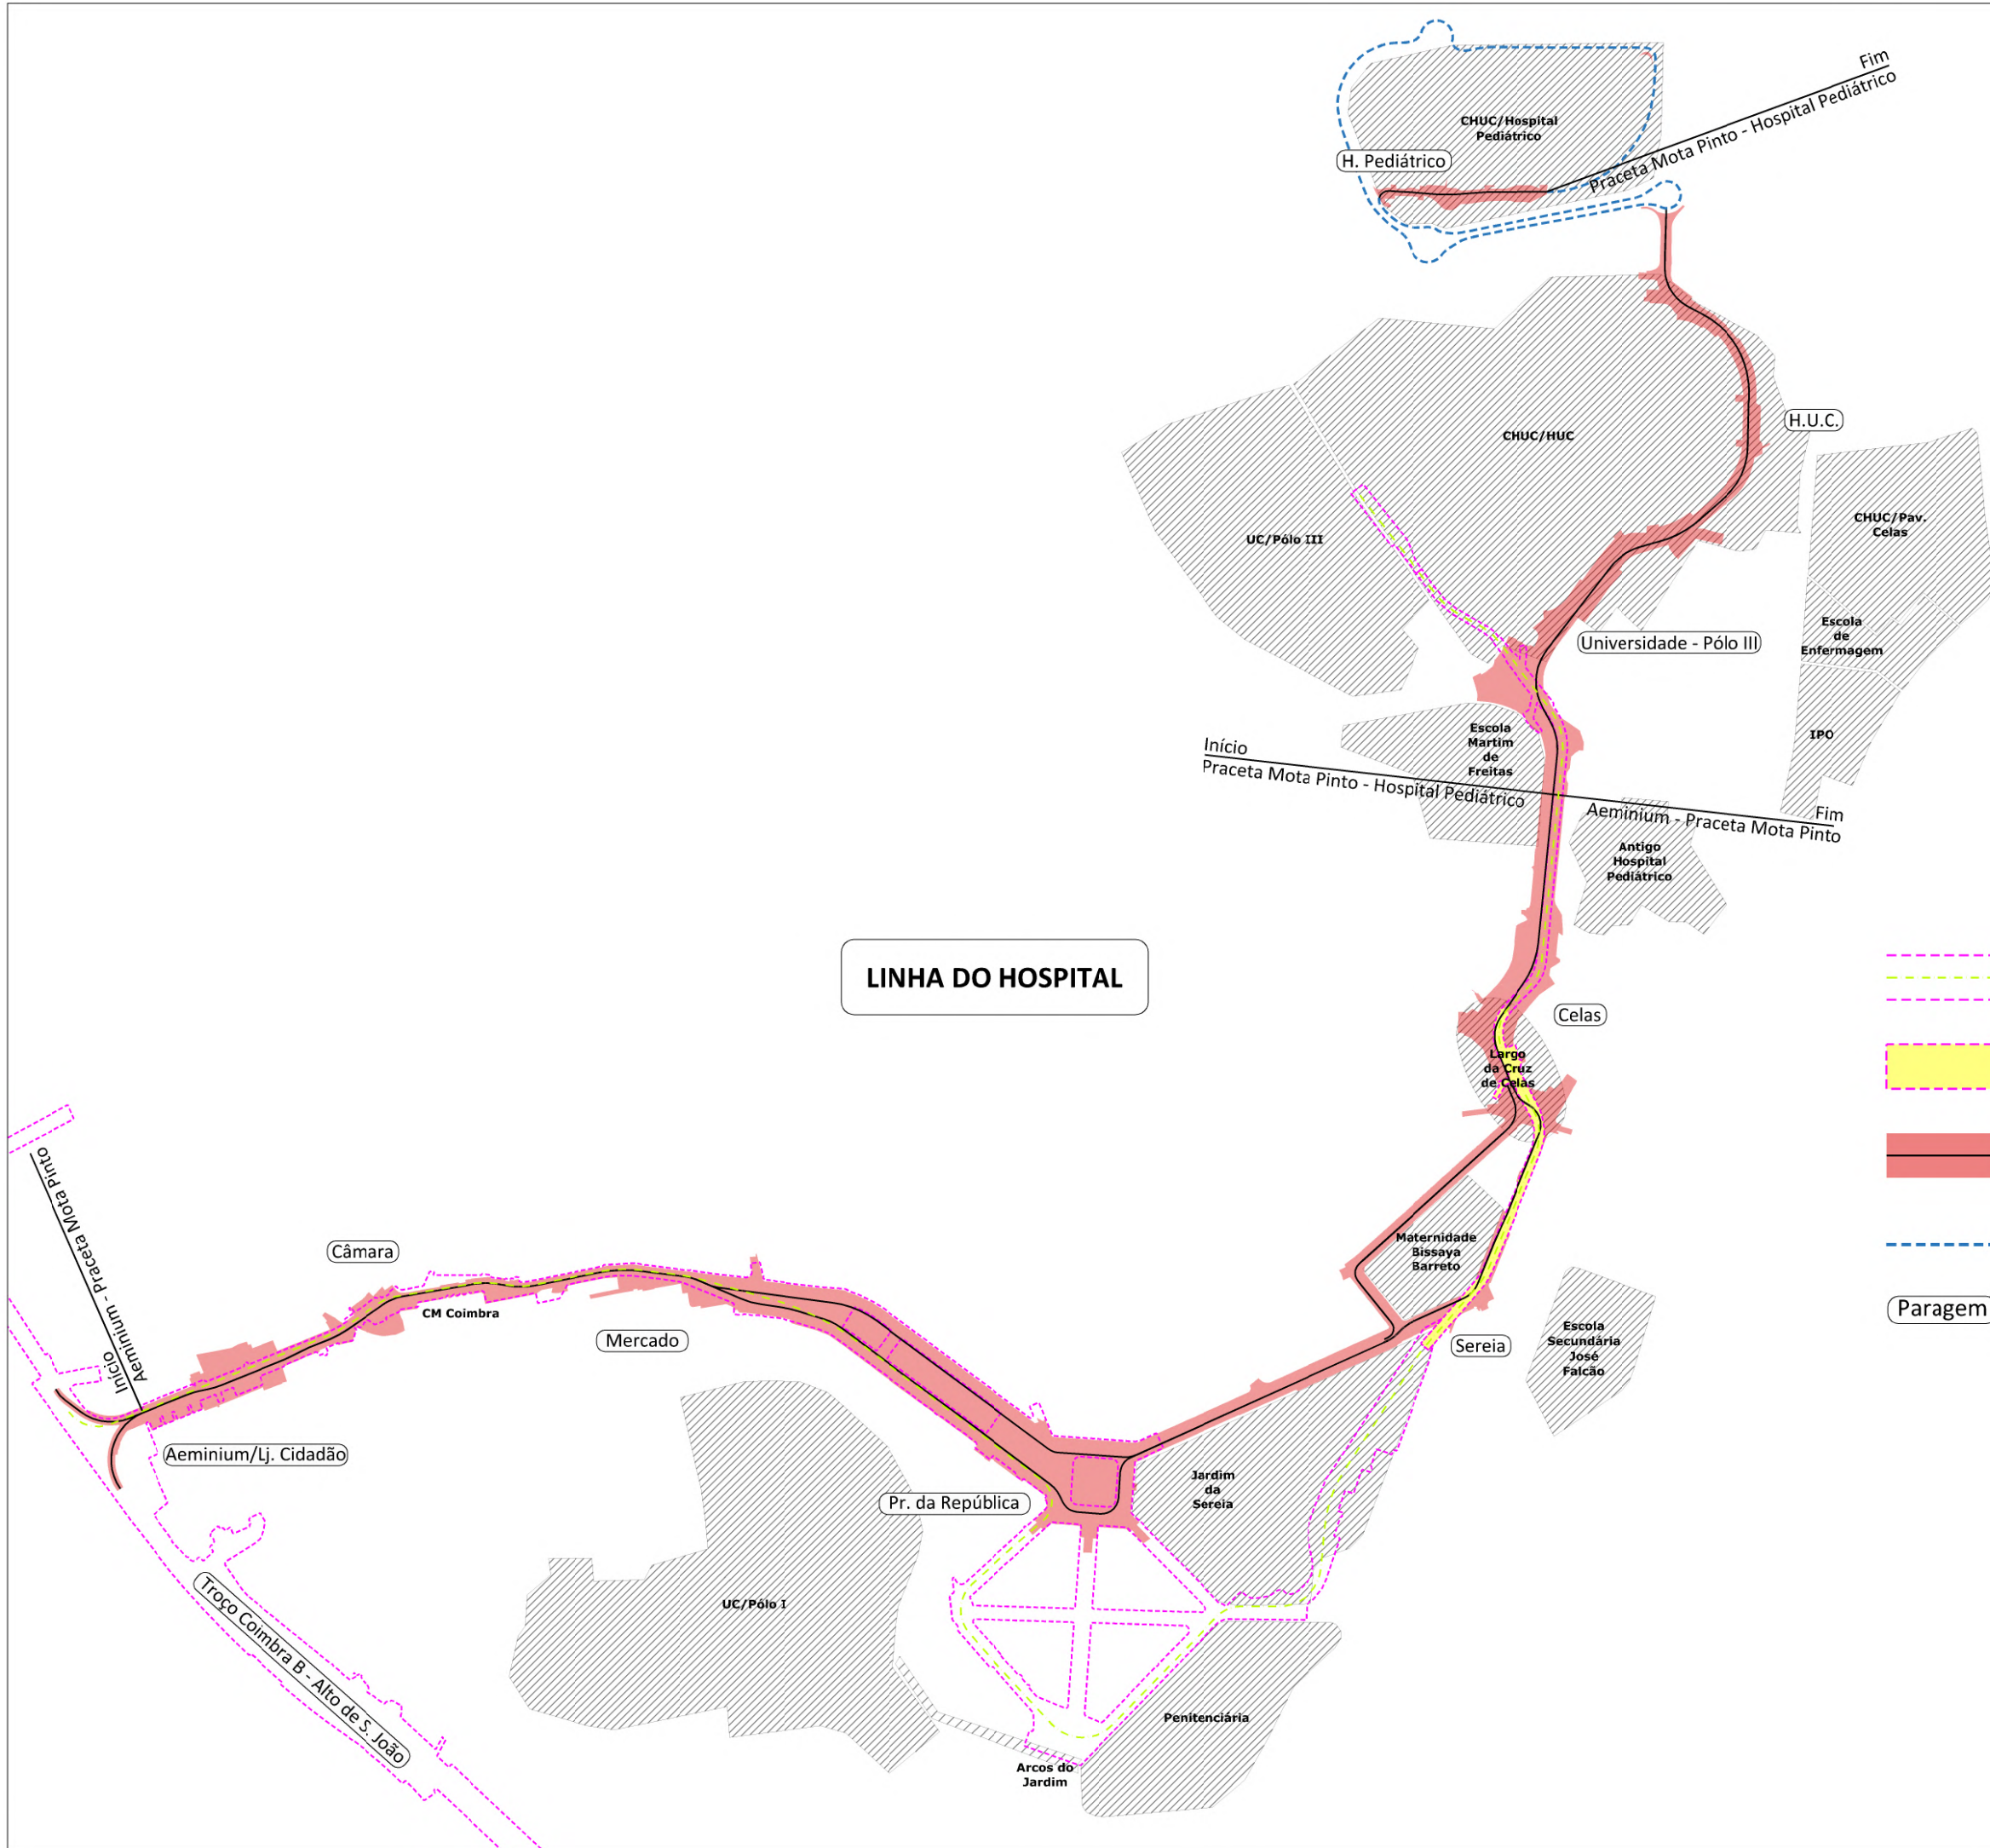 Fim
Praceta Mota Pinto - Hospital Pediátrico
CHUC/Hospital
Pediátrico
H. Pediátrico
H.U.C.
CHUC/HUC
CHUC/Pav.
Celas
UC/Pólo III
Escola
de
Enfermagem
Universidade - Pólo III
IPO
Escola
Martim
de
Freitas
Início
Praceta Mota Pinto - Hospital Pediátrico
Fim
Aeminium - Praceta Mota Pinto
Antigo
Hospital
Pediátrico
LINHA DO HOSPITAL
Celas
Largo
da Cruz
de Celas
Início
Aeminium - Praceta Mota Pinto
Câmara
CM Coimbra
Mercado
Maternidade
Bissaya
Barreto
Paragem
Sereia
Escola
Secundária
José
Falcão
Aeminium/Lj. Cidadão
Pr. da República
Jardim
da
Sereia
UC/Pólo I
Troço Coimbra B - Alto de S. João
Penitenciária
Arcos do
Jardim